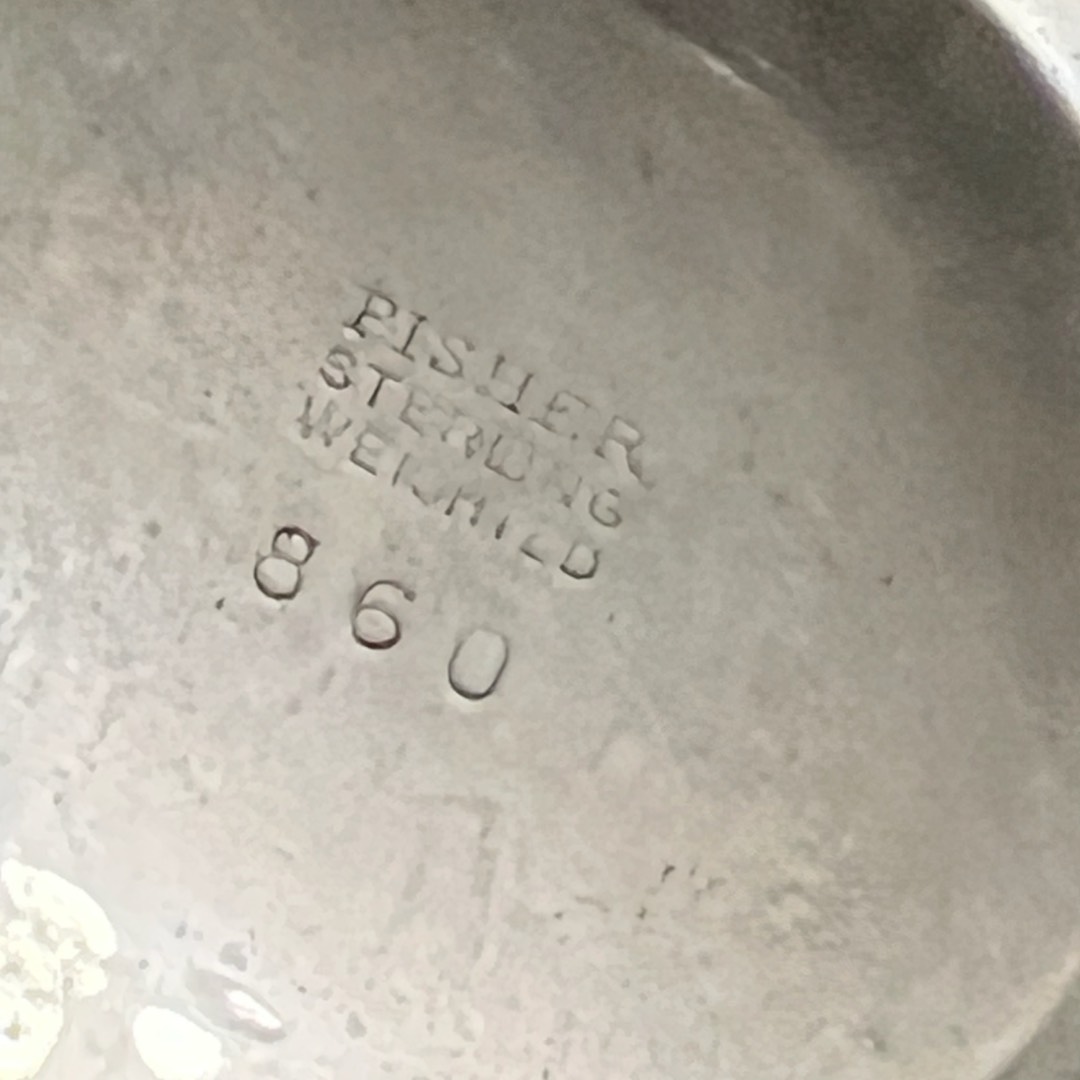 FISHER
STERLING
WEIGHTED
860